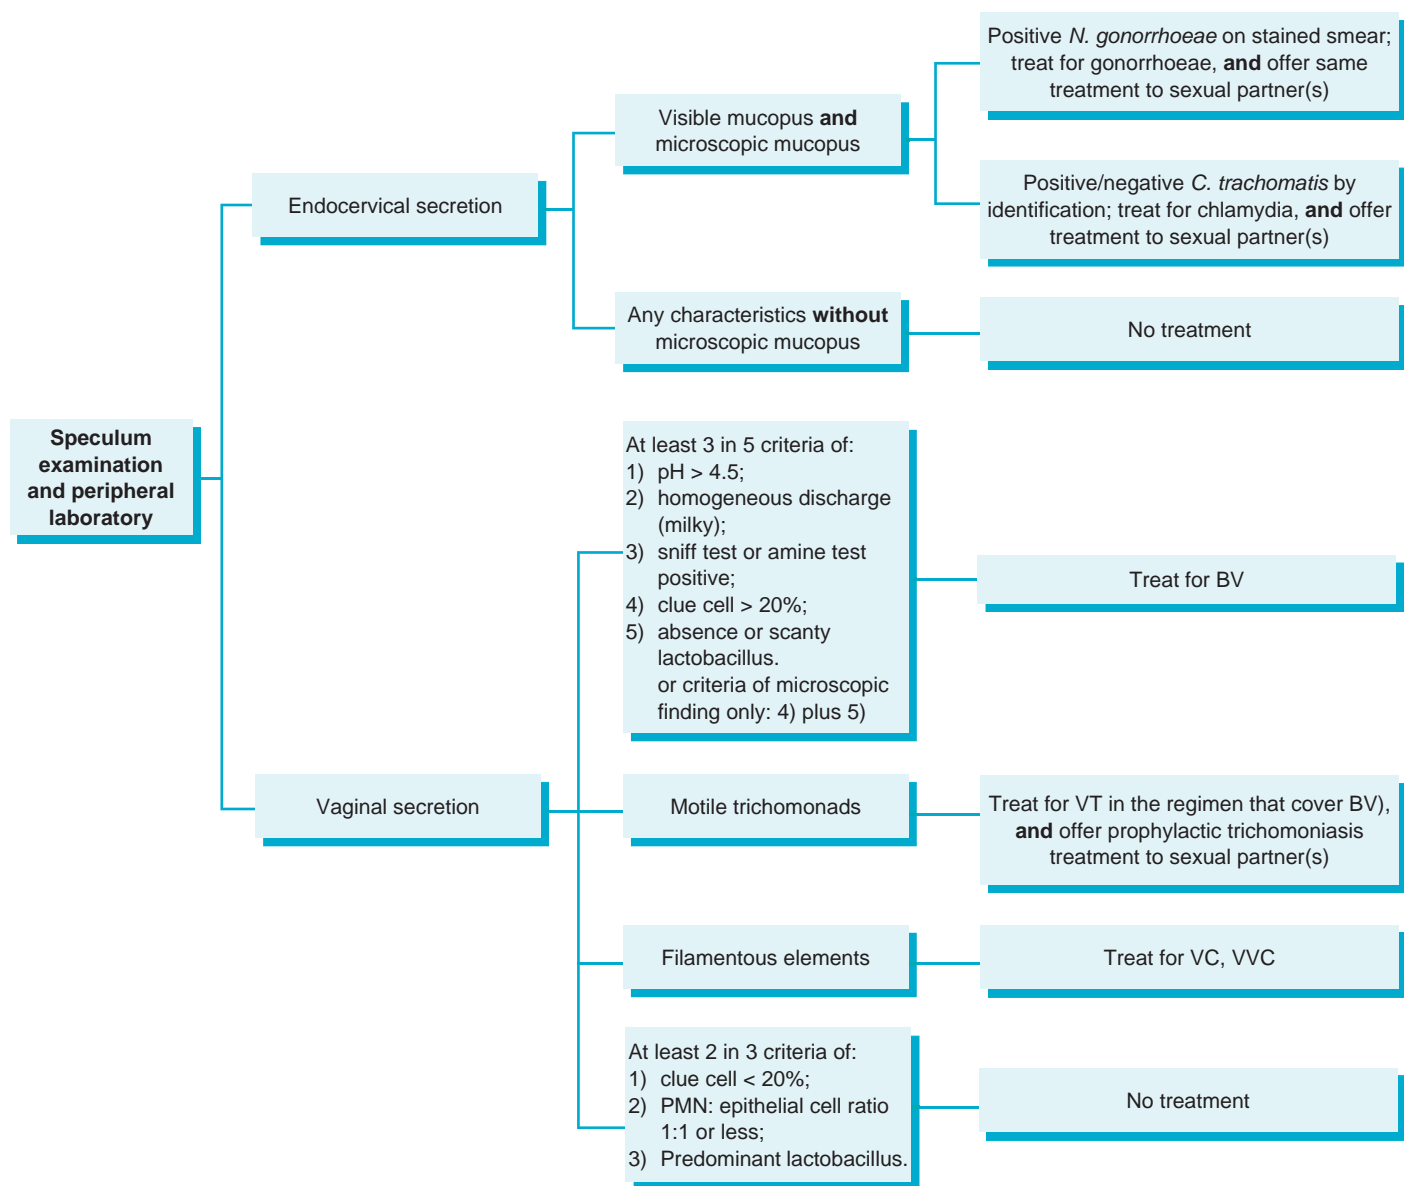 Speculum
examination
and peripheral
laboratory
Endocervical secretion
Visible mucopus and
microscopic mucopus
Positive N. gonorrhoeae on stained smear;
treat for gonorrhoeae, and offer same
treatment to sexual partner(s)
Positive/negative C. trachomatis by
identification; treat for chlamydia, and offer
treatment to sexual partner(s)
Any characteristics without
microscopic mucopus
No treatment
Vaginal secretion
At least 3 in 5 criteria of:
1) pH > 4.5;
2) homogeneous discharge
(milky);
3) sniff test or amine test
positive;
4) clue cell > 20%;
5) absence or scanty
lactobacillus.
or criteria of microscopic
finding only: 4) plus 5)
Treat for BV
Motile trichomonads
Treat for VT in the regimen that cover BV),
and offer prophylactic trichomoniasis
treatment to sexual partner(s)
Filamentous elements
Treat for VC, VVC
At least 2 in 3 criteria of:
1) clue cell < 20%;
2) PMN: epithelial cell ratio
1:1 or less;
3) Predominant lactobacillus.
No treatment